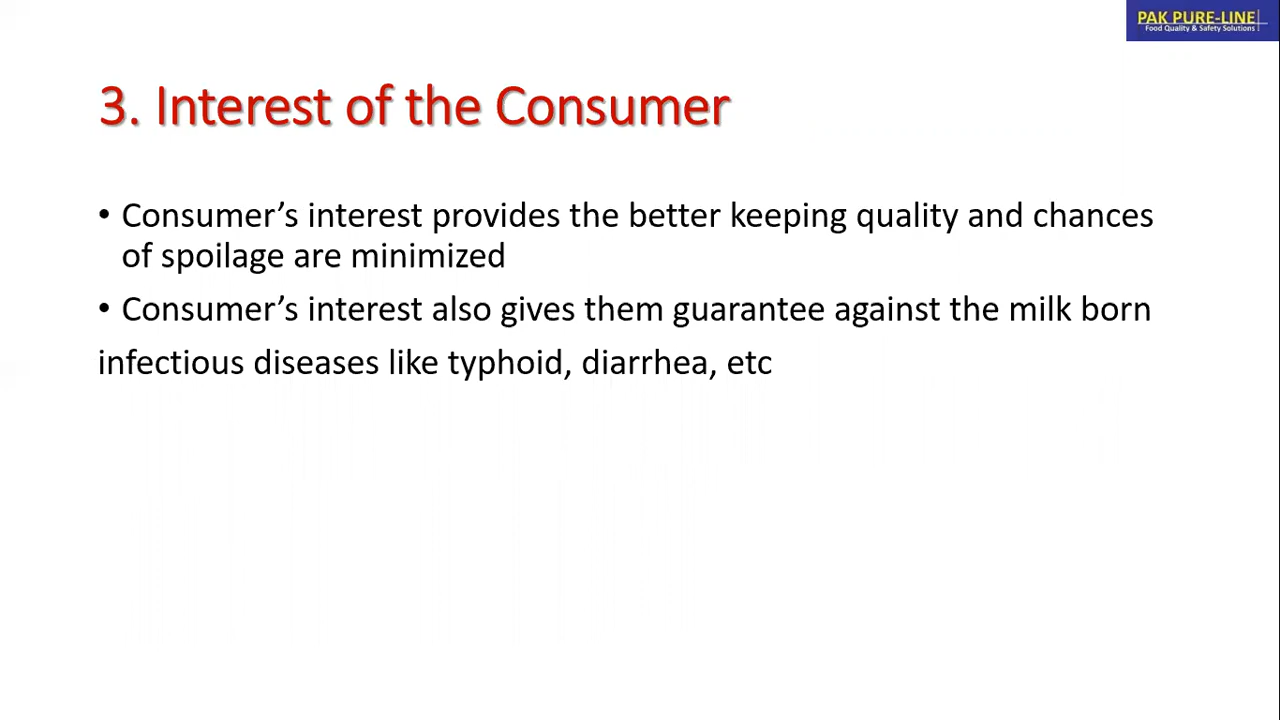 PAK PURE-LINE
Food Quality & Safety Solutions
3. Interest of the Consumer
• Consumer’s interest provides the better keeping quality and chances
of spoilage are minimized
• Consumer’s interest also gives them guarantee against the milk born
infectious diseases like typhoid, diarrhea, etc